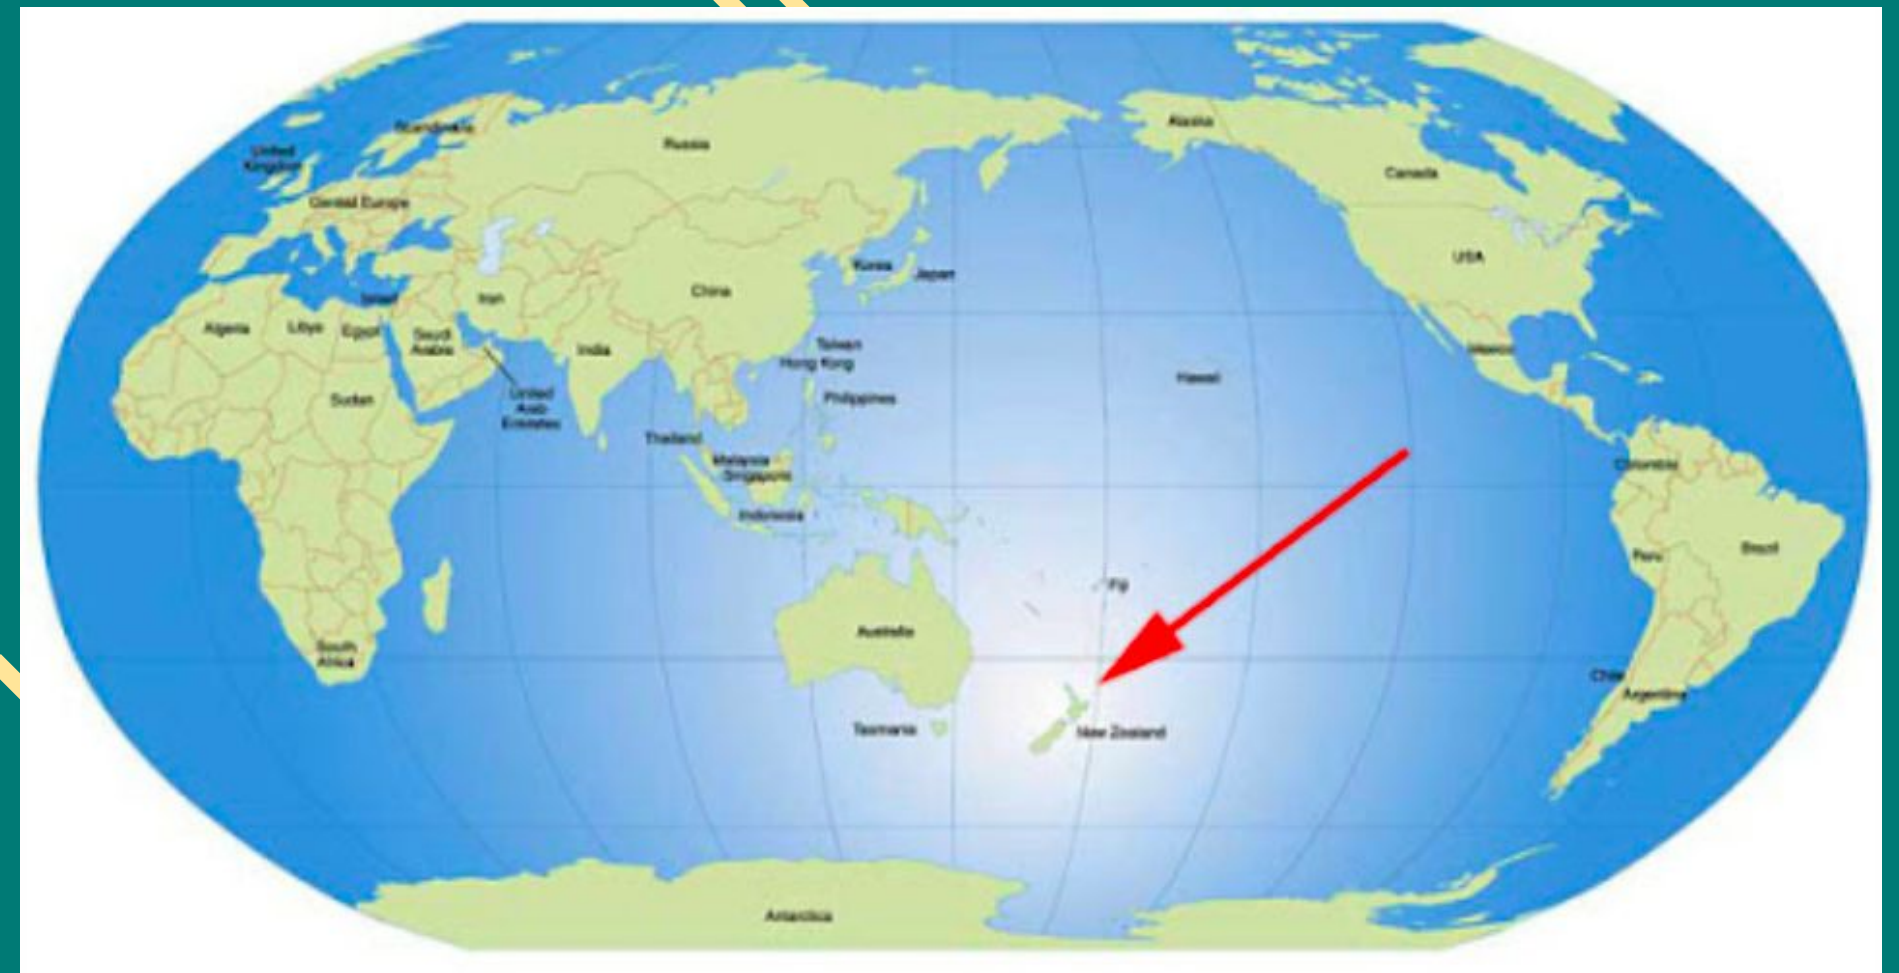 Scandinavia
United
Kingdom
Central Europe
Russia
Alaska
Canada
USA
Mexico
Korea
Japan
China
Israel
Iran
Algeria
Libya
Egypt
Saudi
Arabia
India
Taiwan
Hong Kong
Hawaii
Sudan
United
Arab
Emirates
Philippines
Thailand
Malaysia
Singapore
Indonesia
Colombia
Peru
Brazil
Fiji
Australia
South
Africa
Chile
Argentina
Tasmania
New Zealand
Antarctica